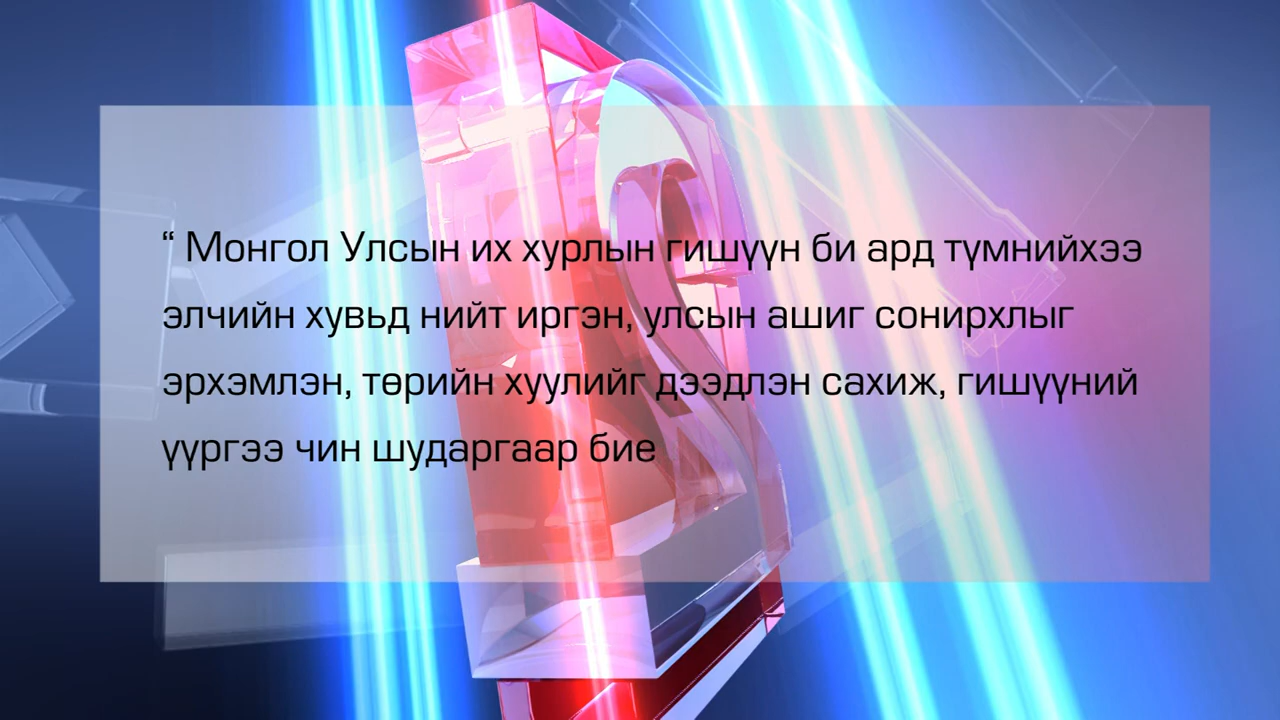 “ Монгол Улсын их хурлын гишүүн би ард түмнийхээ
элчийн хувьд нийт иргэн, улсын ашиг сонирхлыг
эрхэмлэн, төрийн хуулийг дээдлэн сахиж, гишүүний
үүргээ чин шударгаар бие